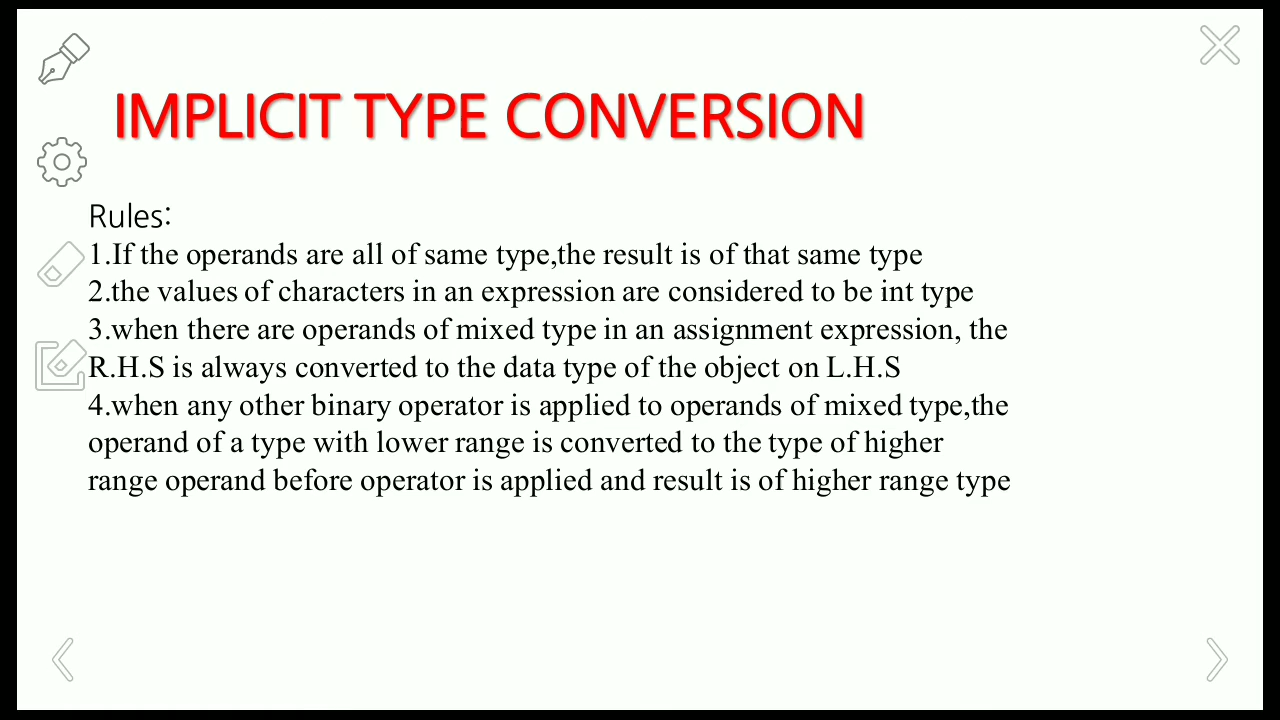 IMPLICIT TYPE CONVERSION
Rules:
1.If the operands are all of same type,the result is of that same type
2.the values of characters in an expression are considered to be int type
3.when there are operands of mixed type in an assignment expression, the
R.H.S is always converted to the data type of the object on L.H.S
4.when any other binary operator is applied to operands of mixed type,the
operand of a type with lower range is converted to the type of higher
range operand before operator is applied and result is of higher range type